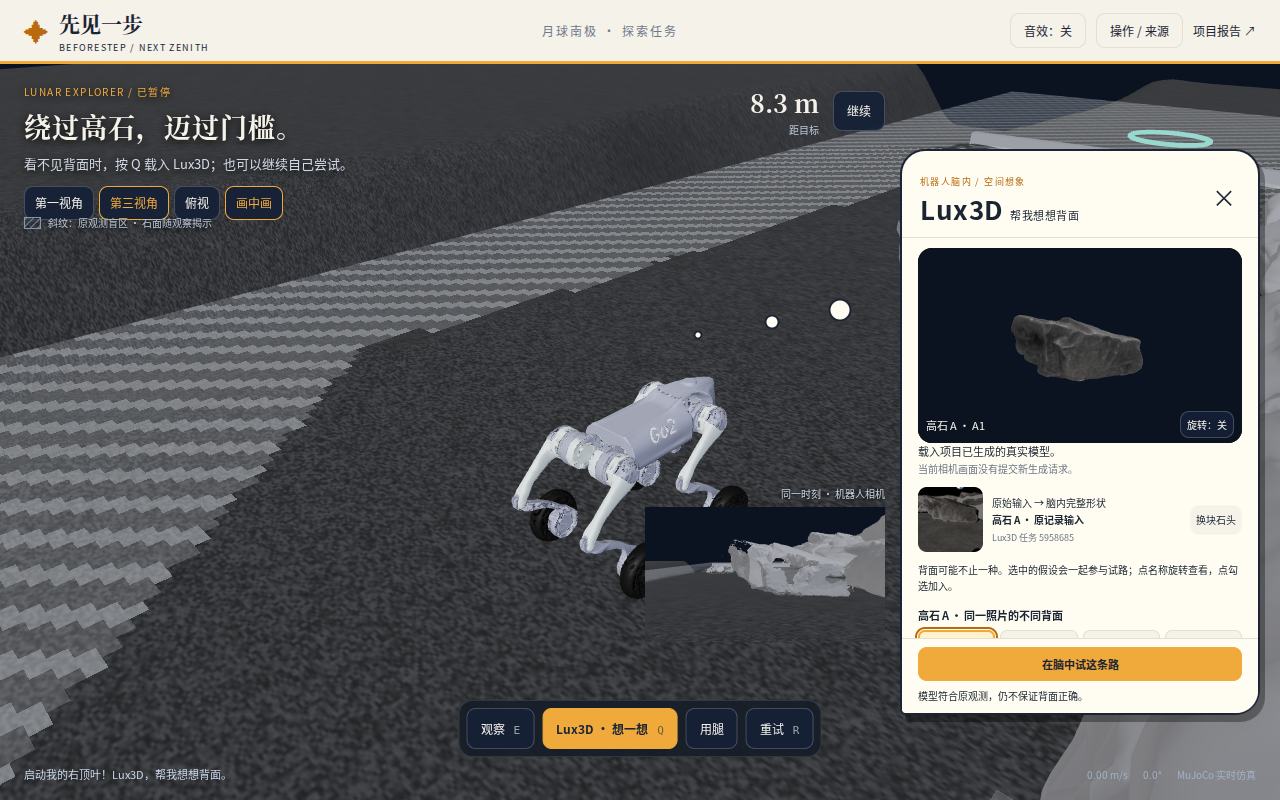 先见一步
BEFORESTEP / NEXT ZENITH
月球南极 · 探索任务
音效：关
操作 / 来源
项目报告 ↗
LUNAR EXPLORER / 已暂停
绕过高石，迈过门槛。
看不见背面时，按 Q 载入 Lux3D；也可以继续自己尝试。
第一视角
第三视角
俯视
画中画
斜纹：原观测盲区 · 石面随观察揭示
8.3 m
距目标
继续
机器人脑内 / 空间想象
Lux3D 帮我想想背面
高石 A · A1
旋转：关
载入项目已生成的真实模型。
当前相机画面没有提交新生成请求。
原始输入 → 脑内完整形状
高石 A · 原记录输入
Lux3D 任务 5958685
换块石头
背面可能不止一种。选中的假设会一起参与试路；点名称旋转查看，点勾
选加入。
高石 A · 同一照片的不同背面
在脑中试这条路
模型符合原观测，仍不保证背面正确。
Go2
同一时刻 · 机器人相机
观察 E
Lux3D · 想一想 Q
用腿
重试 R
启动我的右顶叶！Lux3D，帮我想想背面。
0.00 m/s 0.0° MuJoCo 实时仿真